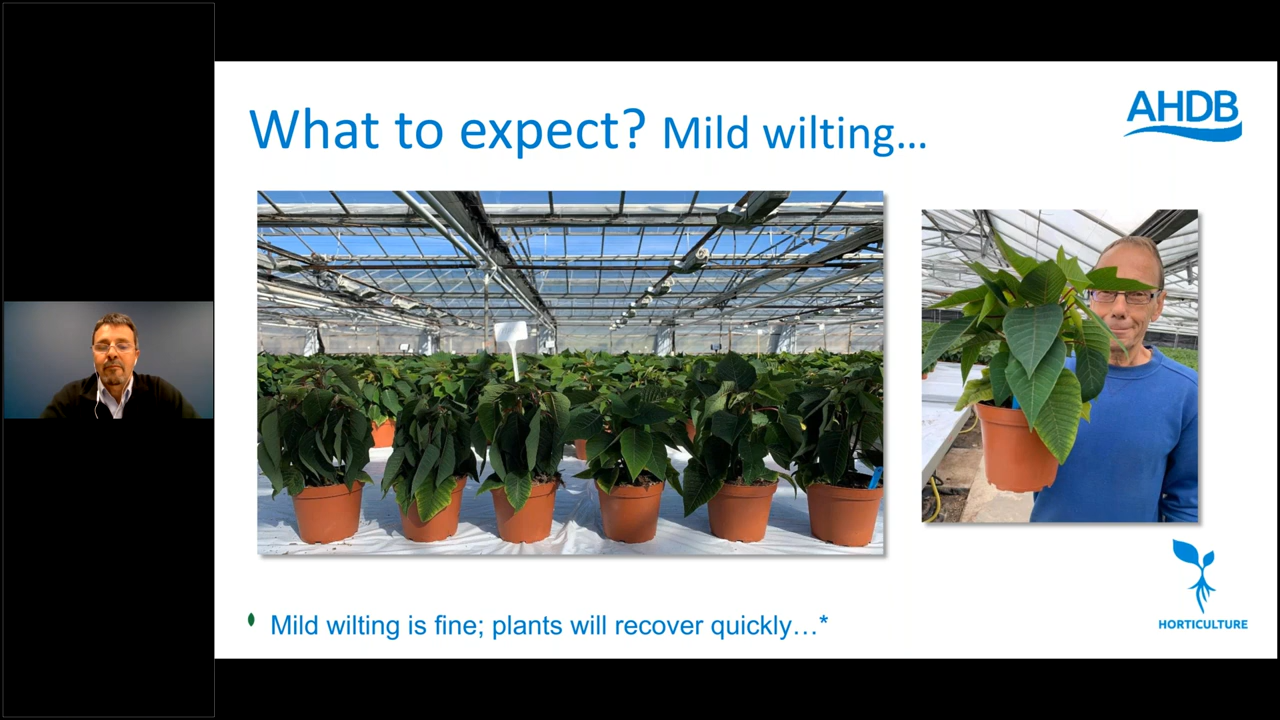 What to expect? Mild wilting...
AHDB
Mild wilting is fine; plants will recover quickly...*
HORTICULTURE